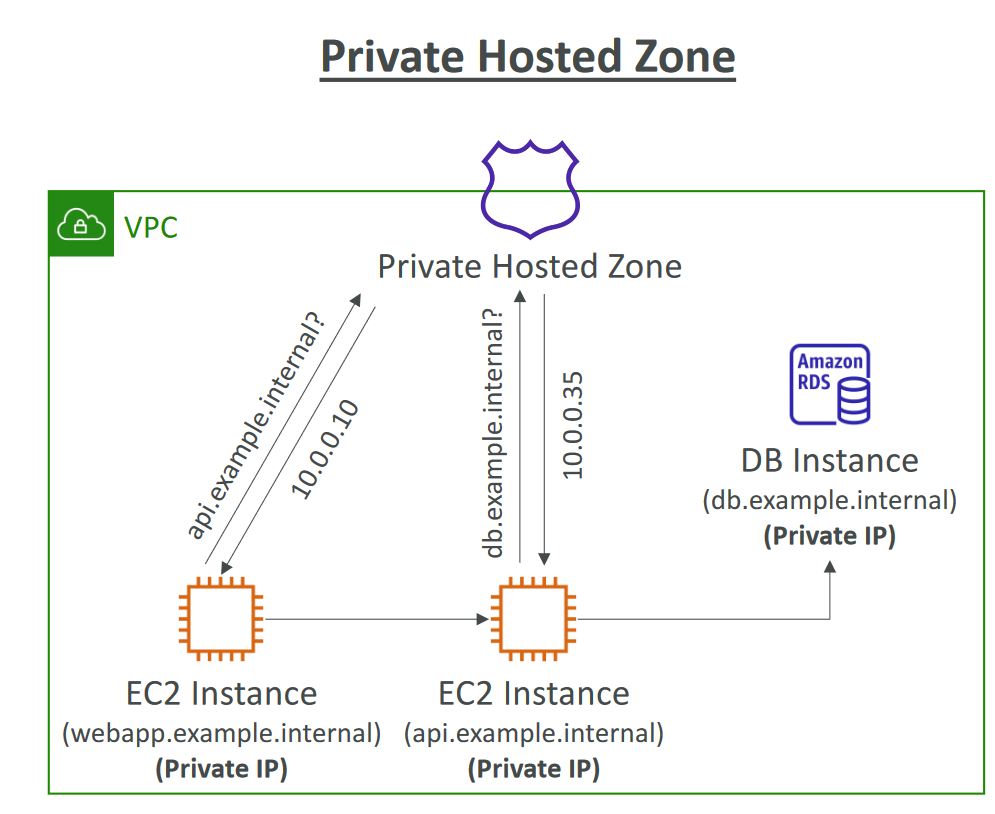 Private Hosted Zone
VPC
Private Hosted Zone
api.example.internal?
10.0.0.10
db.example.internal?
10.0.0.35
Amazon
RDS
DB Instance
(db.example.internal)
(Private IP)
EC2 Instance
(webapp.example.internal)
(Private IP)
EC2 Instance
(api.example.internal)
(Private IP)